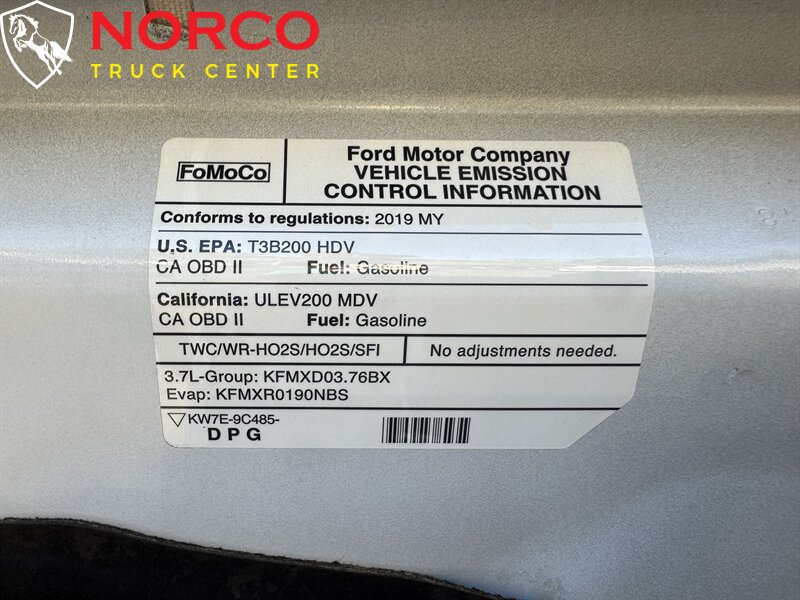 NORCO
TRUCK CENTER
FoMoCo
Ford Motor Company
VEHICLE EMISSION
CONTROL INFORMATION
Conforms to regulations: 2019 MY
U.S. EPA: T3B200 HDV
CA OBD II Fuel: Gasoline
California: ULEV200 MDV
CA OBD II Fuel: Gasoline
TWC/WR-HO2S/HO2S/SFI No adjustments needed.
3.7L-Group: KFMXD03.76BX
Evap: KFMXR0190NBS
KW7E-9C485-
D P G